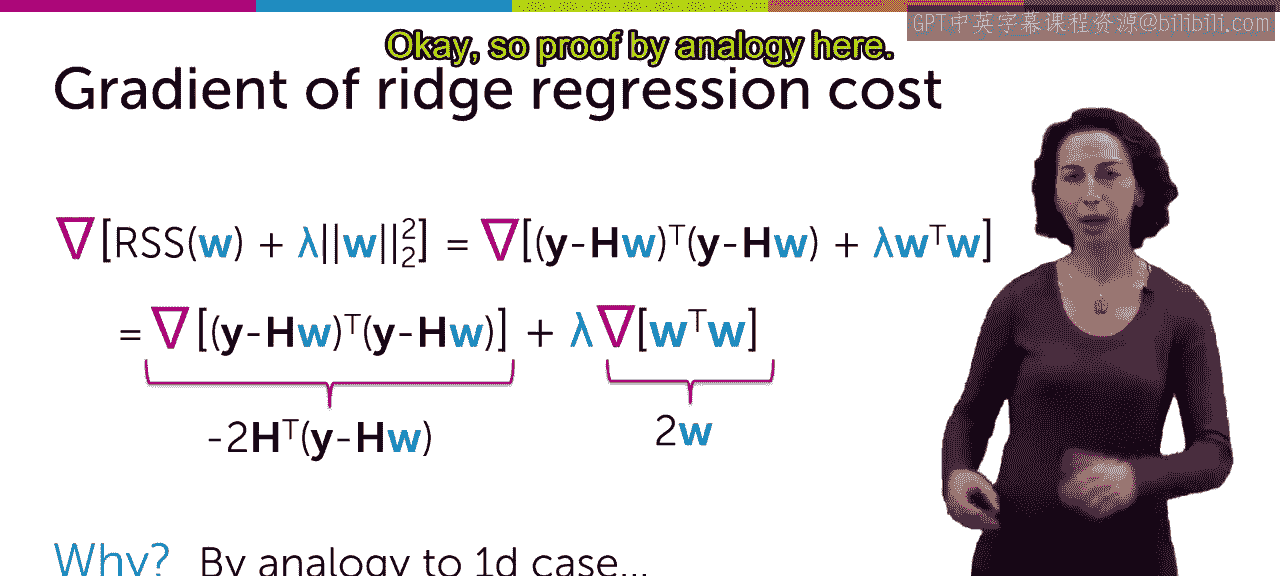 GPT中英字幕课程资源@bilibili.com
Okay, so proof by analogy here.
Gradient of ridge regression cost
∇[RSS(w) + λ||w||₂²] = ∇[(y-Hw)ᵀ(y-Hw) + λwᵀw]
= ∇[(y-Hw)ᵀ(y-Hw)] + λ∇[wᵀw]
-2Hᵀ(y-Hw) 2w
Why? By analogy to 1d case...